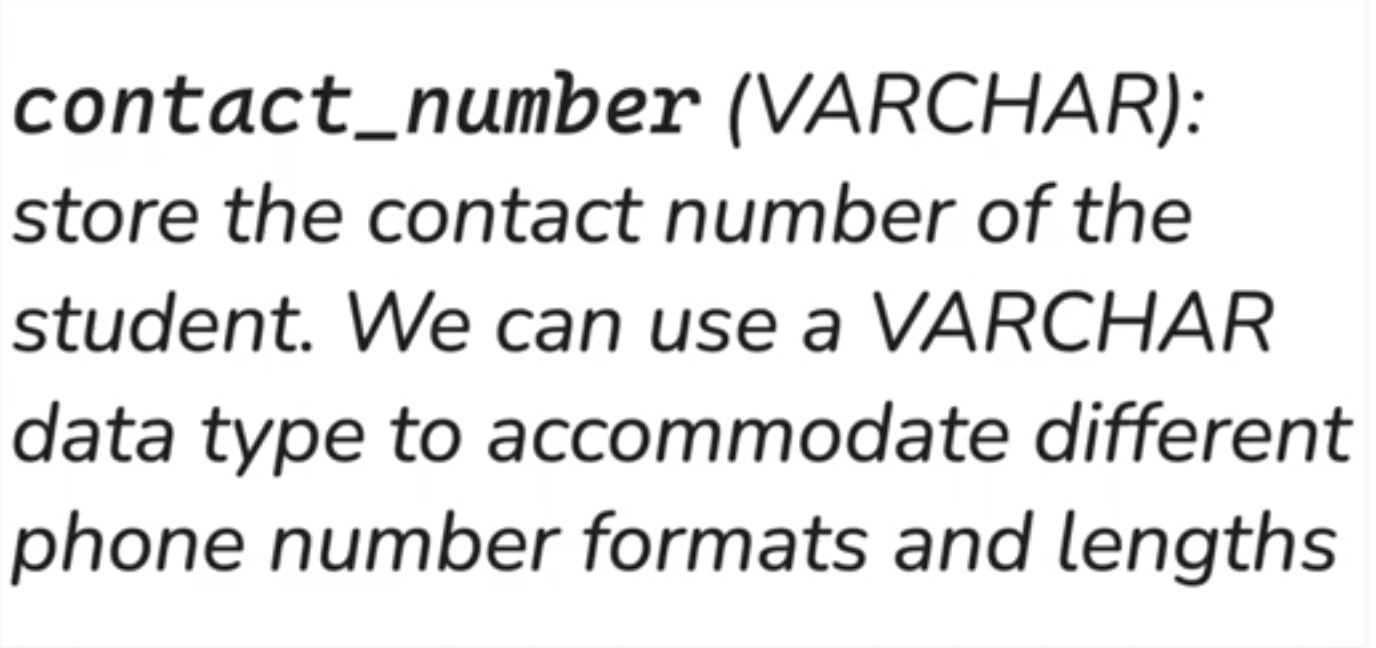 contact_number (VARCHAR):
store the contact number of the
student. We can use a VARCHAR
data type to accommodate different
phone number formats and lengths